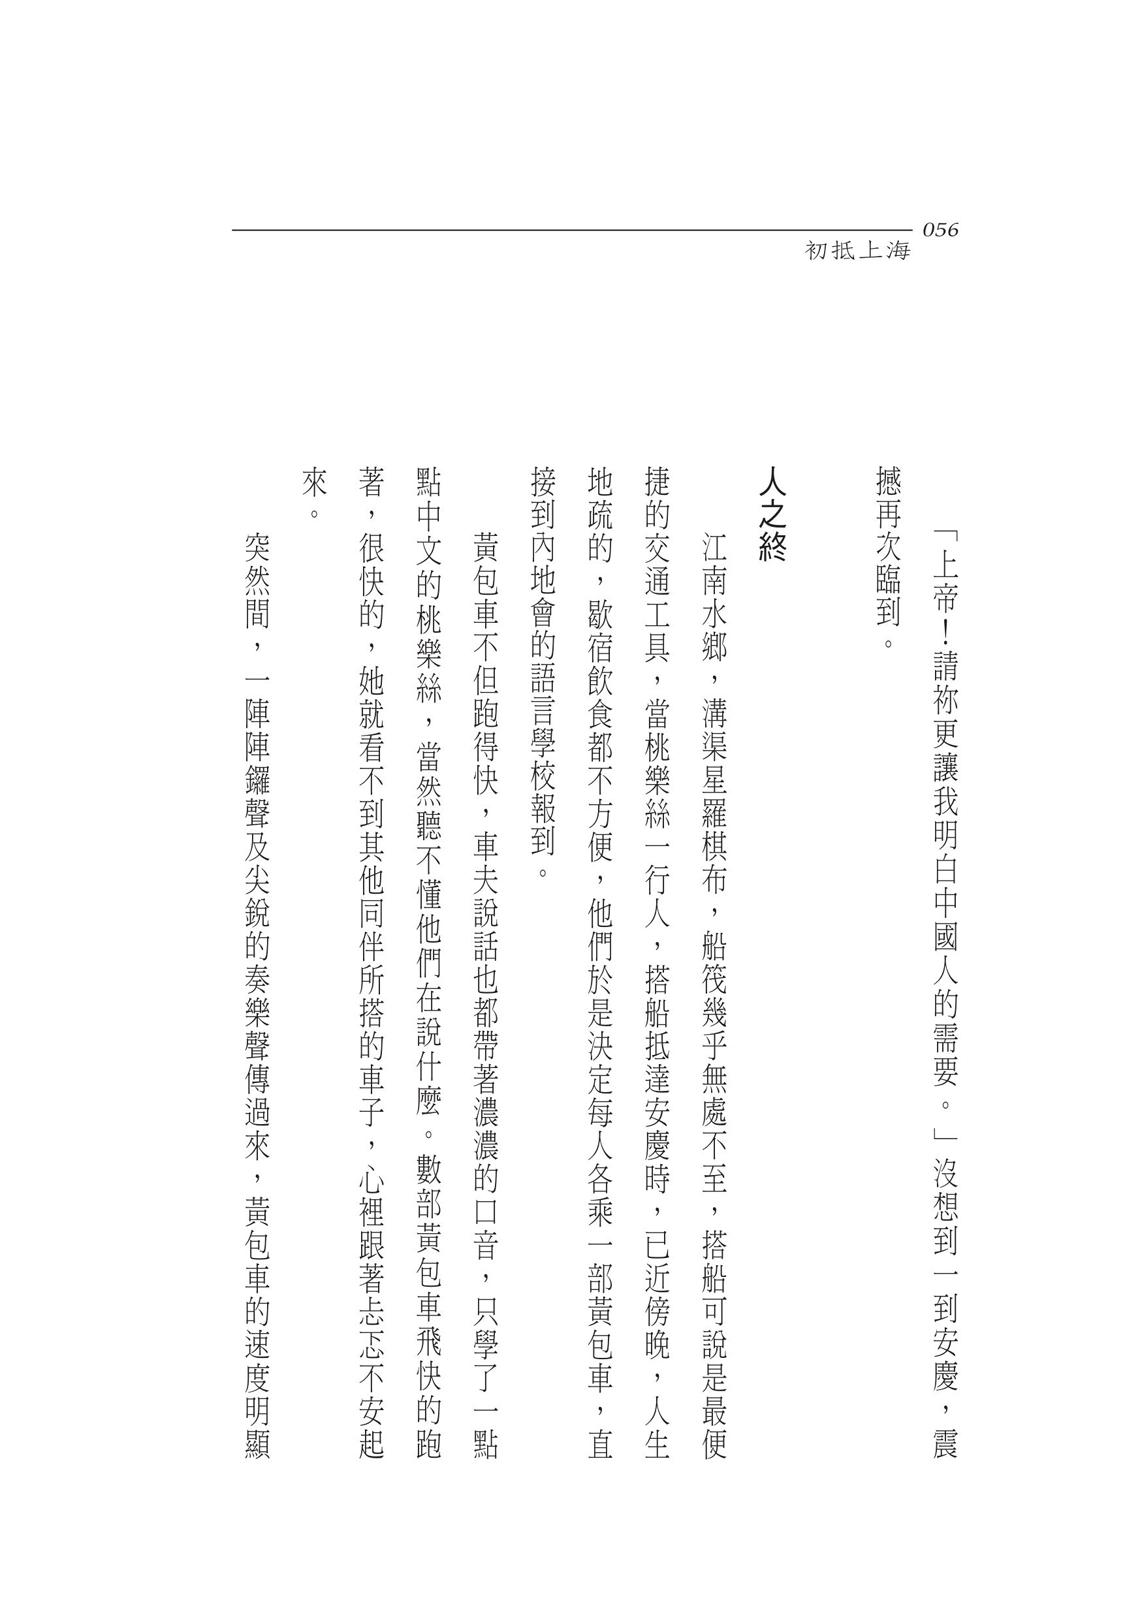 056
初抵上海
「上帝！請祢更讓我明白中國人的需要。」沒想到一到安慶，震
撼再次臨到。
人之終
江南水鄉，溝渠星羅棋布，船筏幾乎無處不至，搭船可說是最便
捷的交通工具，當桃樂絲一行人，搭船抵達安慶時，已近傍晚，人生
地疏的，歇宿飲食都不方便，他們於是決定每人各乘一部黃包車，直
接到內地會的語言學校報到。
黃包車不但跑得快，車夫說話也都帶著濃濃的口音，只學了一點
點中文的桃樂絲，當然聽不懂他們在說什麼。數部黃包車飛快的跑
著，很快的，她就看不到其他同伴所搭的車子，心裡跟著忐忑不安起
來。
突然間，一陣陣鑼聲及尖銳的奏樂聲傳過來，黃包車的速度明顯